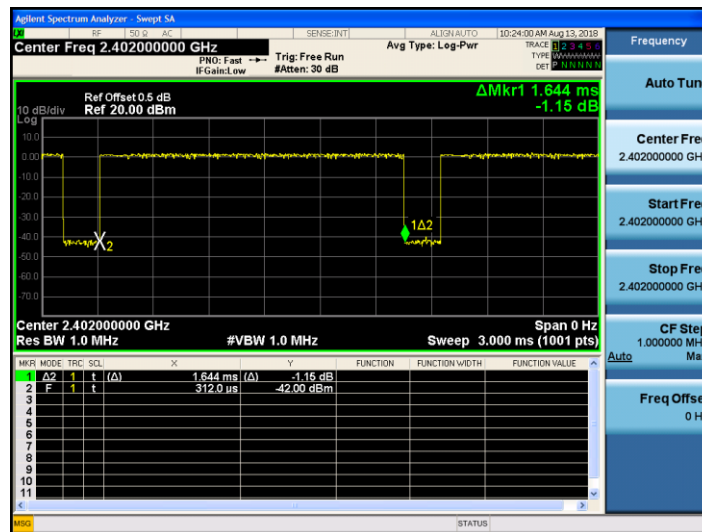 Agilent Spectrum Analyzer - Swept SA
RF 50 Ω AC SENSE:INT ALIGN AUTO 10:24:00 AM Aug 13, 2018
Center Freq 2.402000000 GHz
PNO: Fast Trig: Free Run Avg Type: Log-Pwr TRACE 1 2 3 4 5 6
IFGain:Low #Atten: 30 dB TYPE
DET P N N N N N
Ref Offset 0.5 dB ΔMkr1 1.644 ms
10 dB/div Ref 20.00 dBm -1.15 dB
Log
10.0
0.00
-10.0
-20.0
-30.0
-40.0
-50.0
-60.0
-70.0
2
1Δ2
Center 2.402000000 GHz Span 0 Hz
Res BW 1.0 MHz #VBW 1.0 MHz Sweep 3.000 ms (1001 pts)
MKR MODE TRC SCL X Y FUNCTION FUNCTION WIDTH FUNCTION VALUE
1 Δ2 1 t (Δ) 1.644 ms (Δ) -1.15 dB
2 F 1 t 312.0 µs -42.00 dBm
3
4
5
6
7
8
9
10
11
MSG STATUS
Frequency
Auto Tun
Center Fre
2.402000000 GH
Start Fre
2.402000000 GH
Stop Fre
2.402000000 GH
CF Step
1.000000 MH
Auto Ma
Freq Offse
0 H